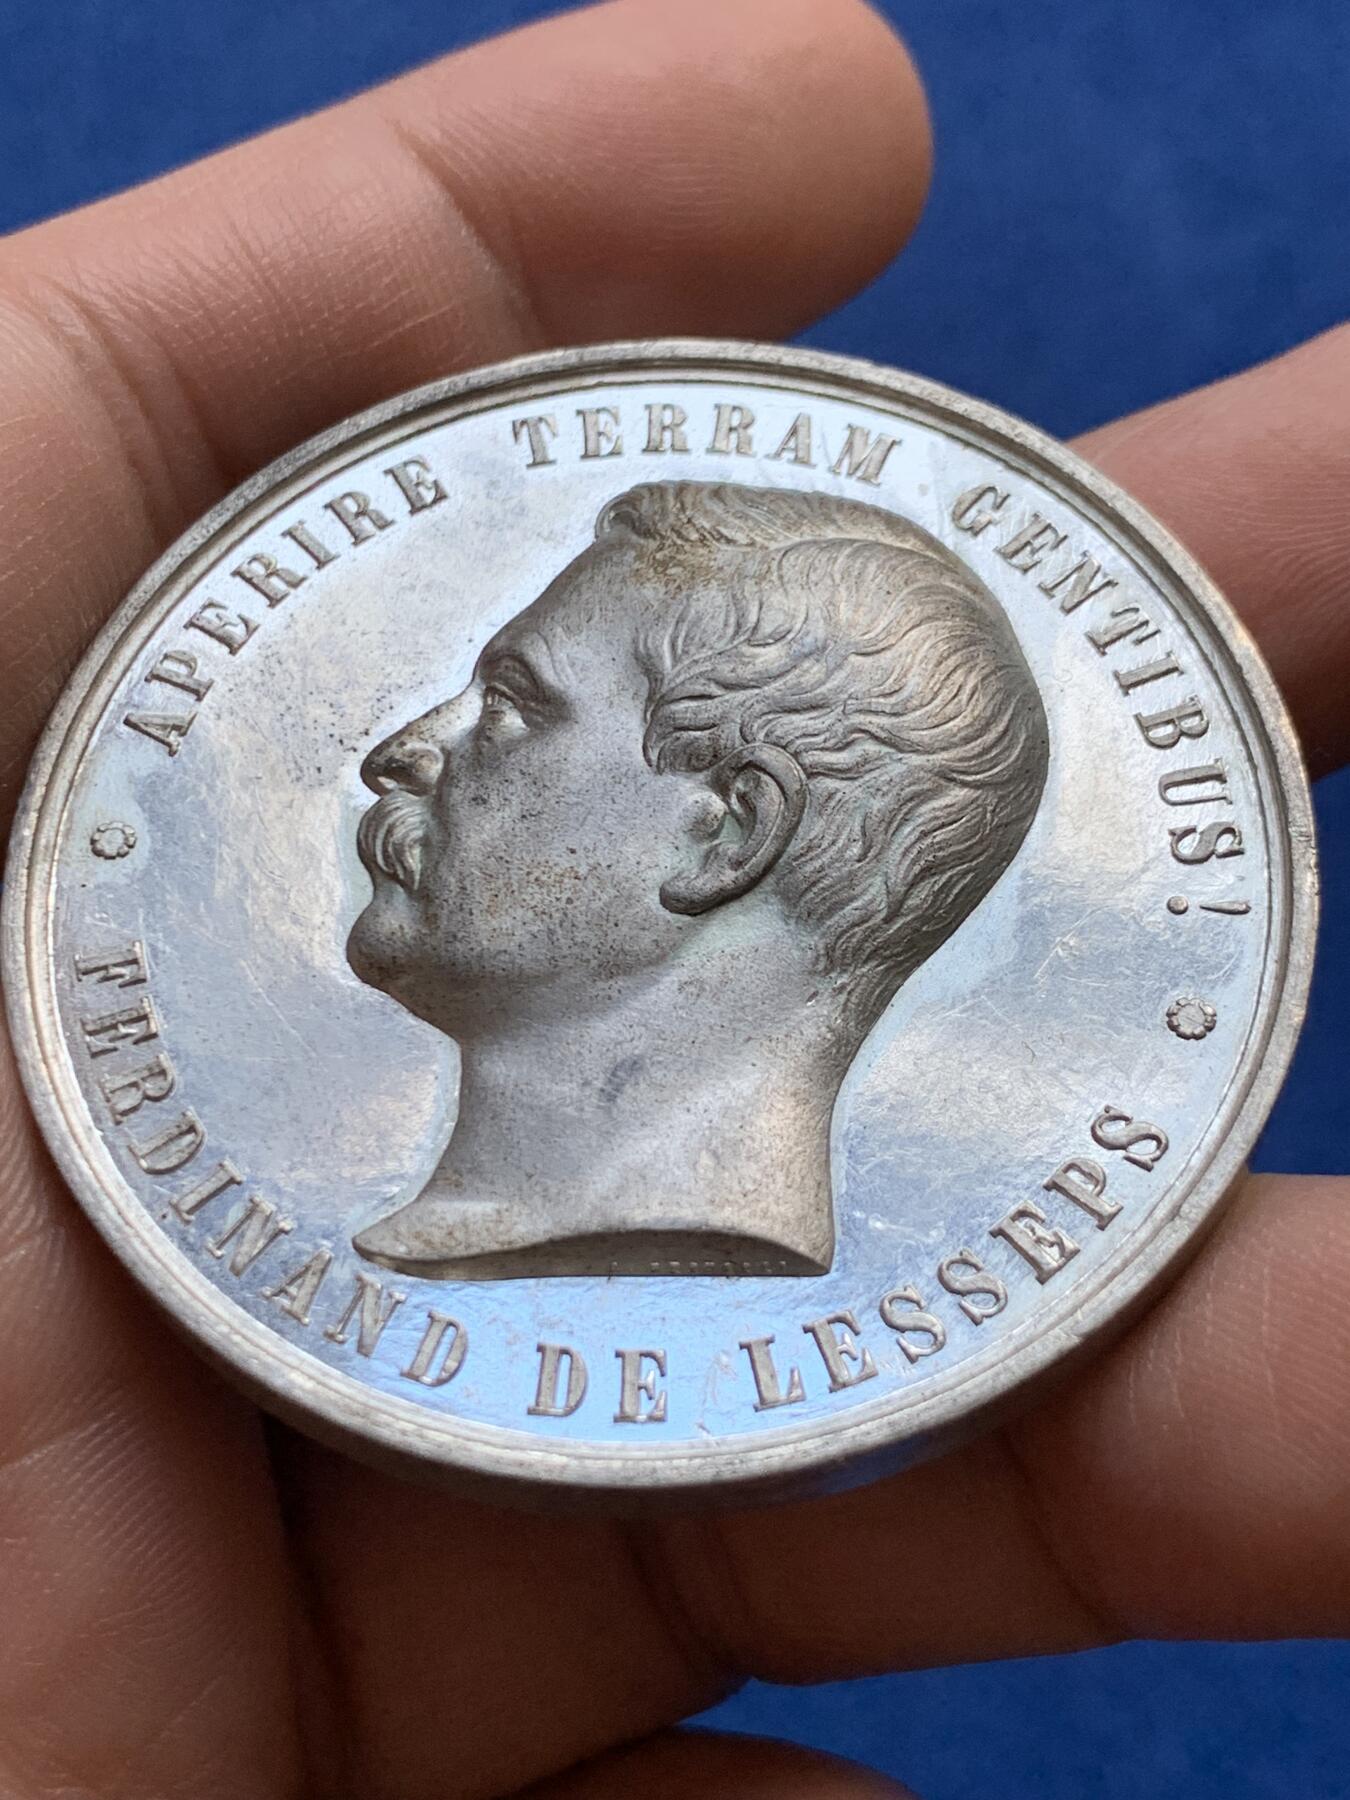 APERIRE TERRAM GENTIBUS!
FERDINAND DE LESSEPS